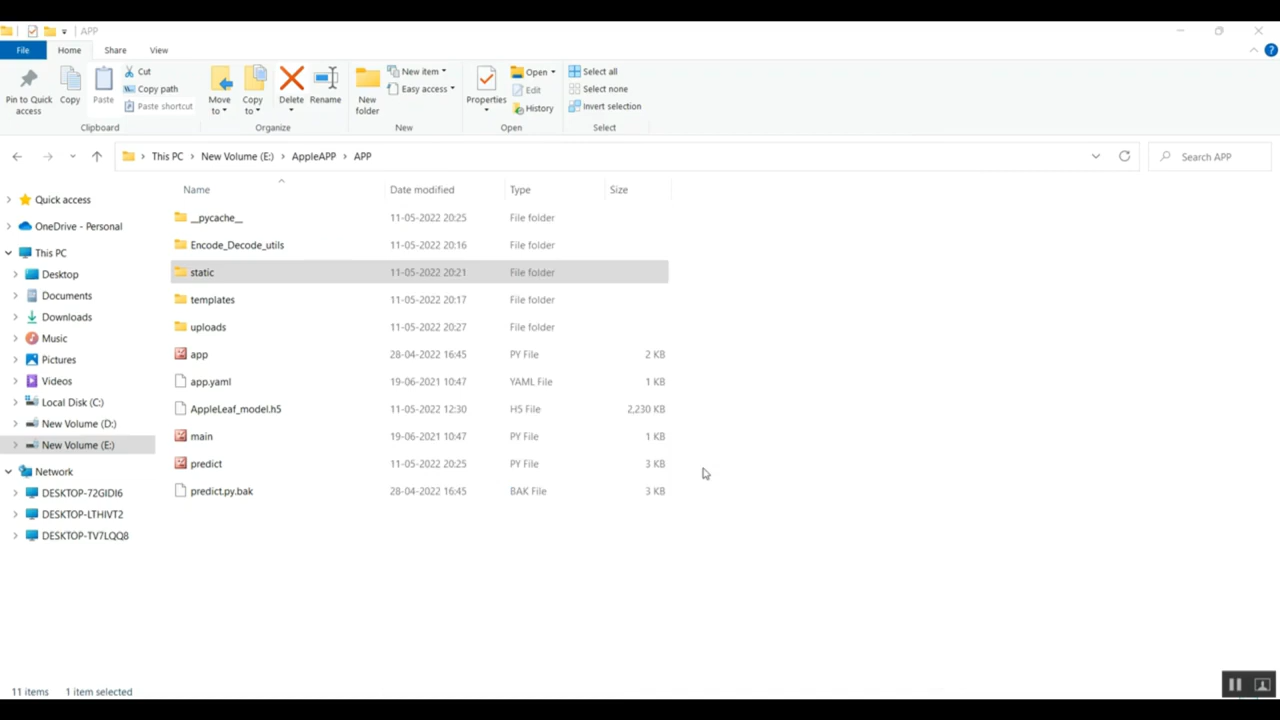 APP
File Home Share View
Pin to Quick access
Copy
Paste
Cut
Copy path
Paste shortcut
Clipboard
Move to
Copy to
Delete
Rename
Organize
New folder
New item
Easy access
New
Properties
Open
Edit
History
Open
Select all
Select none
Invert selection
Select
This PC > New Volume (E:) > AppleAPP > APP
Search APP
Quick access
OneDrive - Personal
This PC
Desktop
Documents
Downloads
Music
Pictures
Videos
Local Disk (C:)
New Volume (D:)
New Volume (E:)
Network
DESKTOP-72GIDI6
DESKTOP-LTHIVT2
DESKTOP-TV7LQQ8
Name Date modified Type Size
__pycache__ 11-05-2022 20:25 File folder
Encode_Decode_utils 11-05-2022 20:16 File folder
static 11-05-2022 20:21 File folder
templates 11-05-2022 20:17 File folder
uploads 11-05-2022 20:27 File folder
app 28-04-2022 16:45 PY File 2 KB
app.yaml 19-06-2021 10:47 YAML File 1 KB
AppleLeaf_model.h5 11-05-2022 12:30 H5 File 2,230 KB
main 19-06-2021 10:47 PY File 1 KB
predict 11-05-2022 20:25 PY File 3 KB
predict.py.bak 28-04-2022 16:45 BAK File 3 KB
11 items 1 item selected